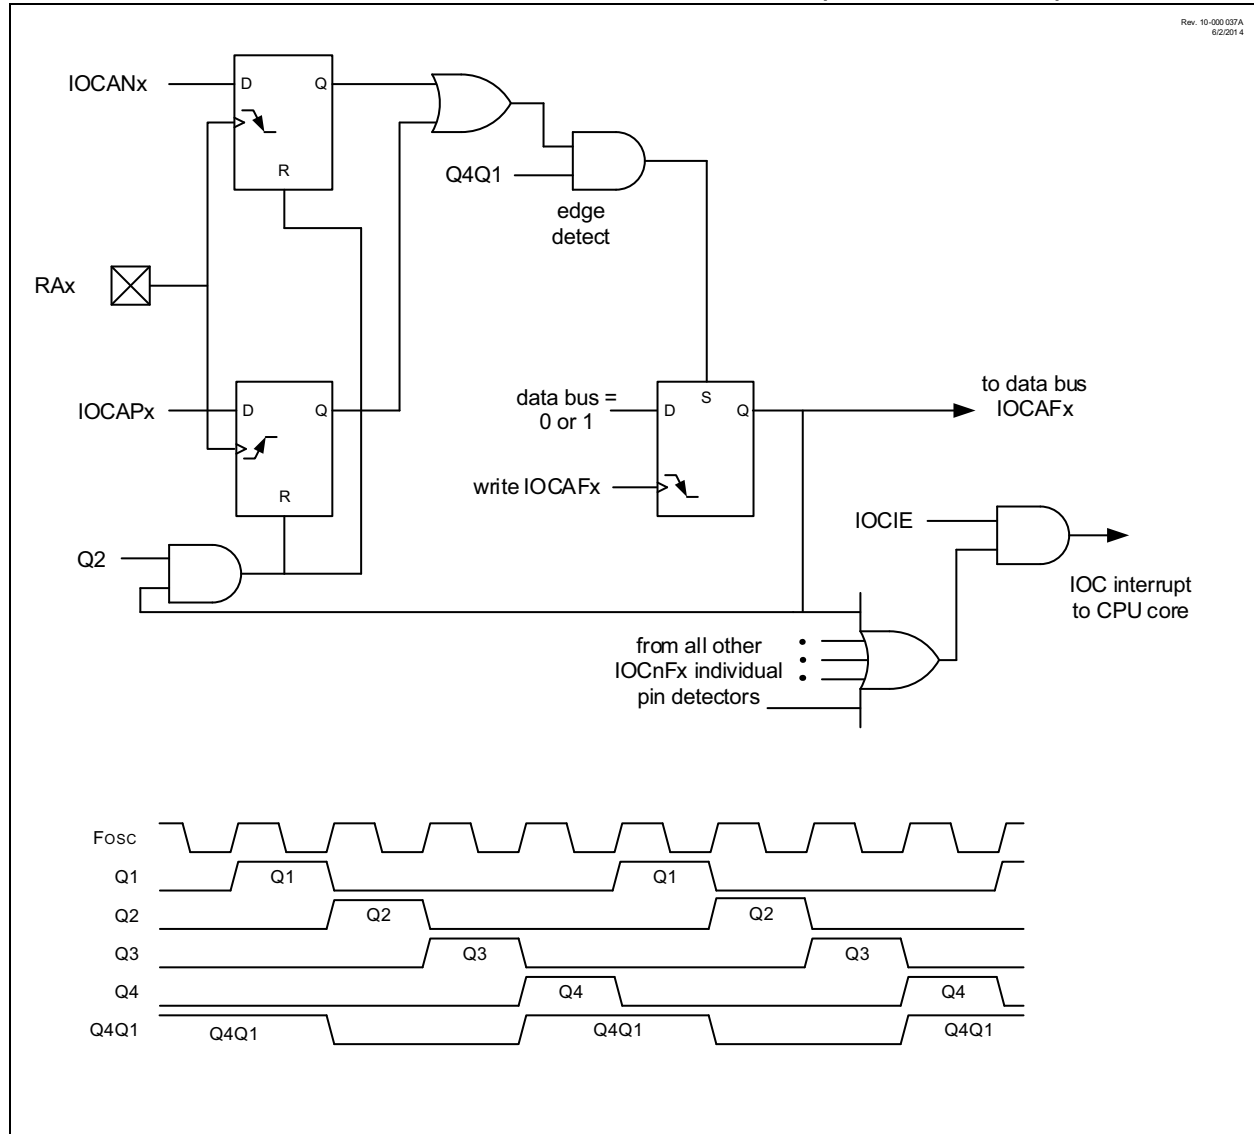 Rev. 10-000 037A
6/2/201 4
IOCANx
D
Q
R
Q4Q1
edge
detect
RAx
IOCAPx
D
Q
R
data bus =
0 or 1
D
S
Q
to data bus
IOCAFx
write IOCAFx
IOCIE
Q2
IOC interrupt
to CPU core
from all other
IOCnFx individual
pin detectors
FOSC
Q1
Q1
Q1
Q2
Q2
Q2
Q3
Q3
Q3
Q4
Q4
Q4
Q4Q1
Q4Q1
Q4Q1
Q4Q1